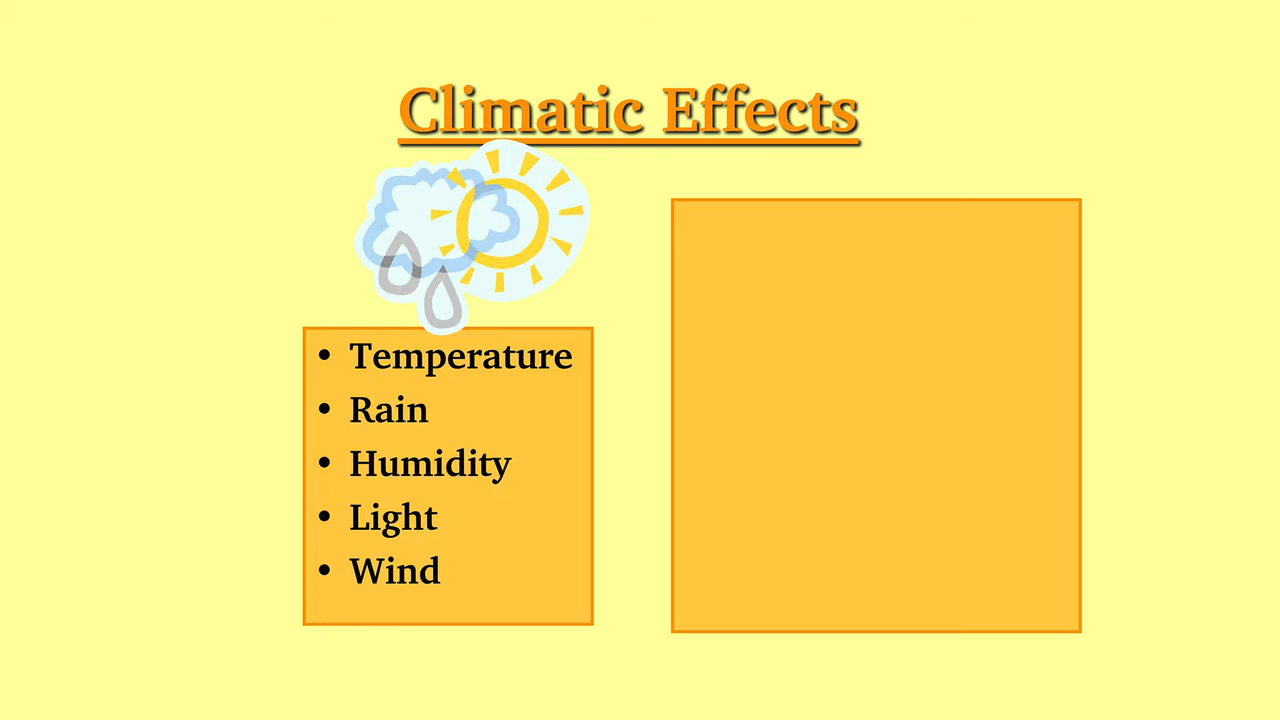 Climatic Effects
• Temperature
• Rain
• Humidity
• Light
• Wind